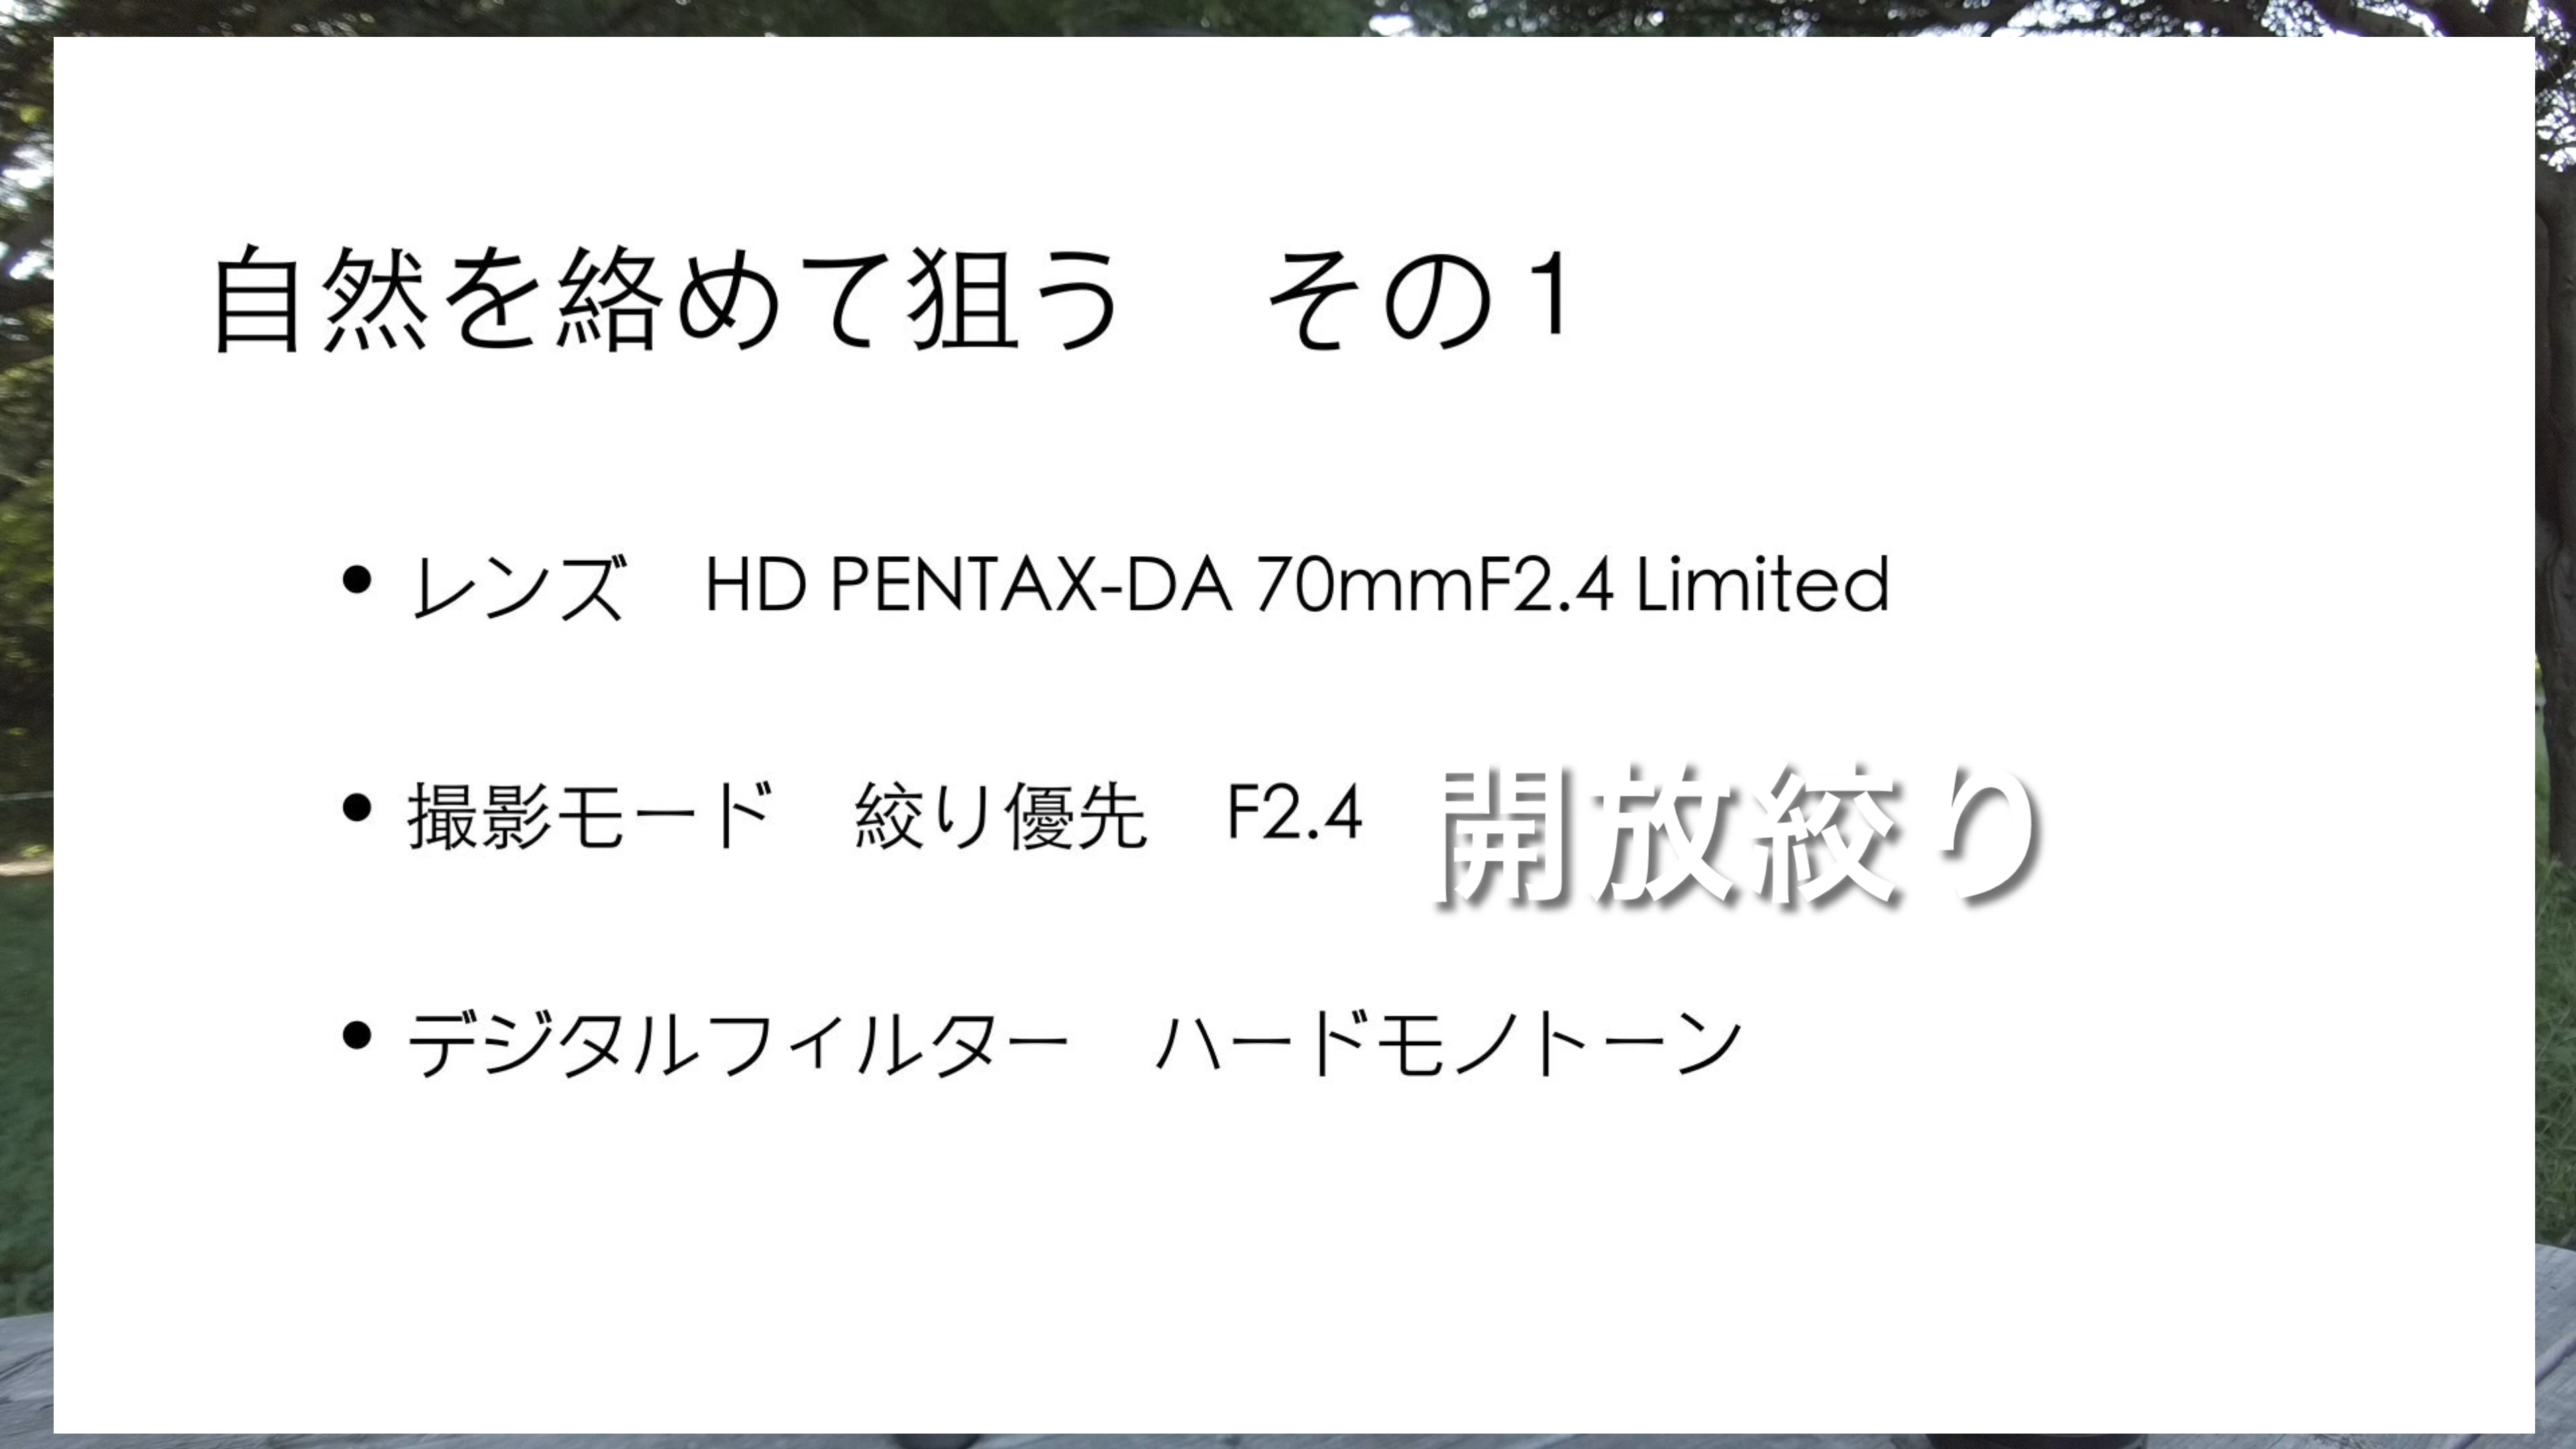 自然を絡めて狙う　その１
• レンズ　HD PENTAX-DA 70mmF2.4 Limited
• 撮影モード　絞り優先　F2.4　開放絞り
• デジタルフィルター　ハードモノトーン